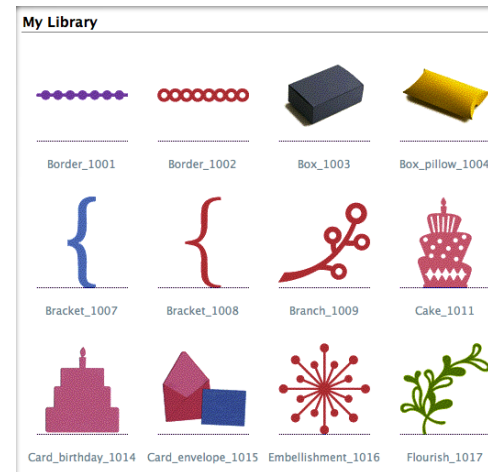 My Library
Border_1001 Border_1002 Box_1003 Box_pillow_1004
Bracket_1007 Bracket_1008 Branch_1009 Cake_1011
Card_birthday_1014 Card_envelope_1015 Embellishment_1016 Flourish_1017